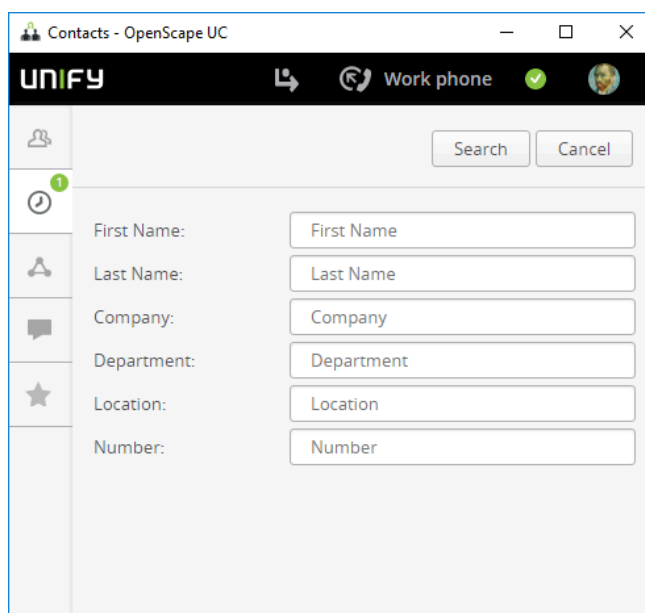 Contacts - OpenScape UC
UNIFY
Work phone
Search
Cancel
1
First Name:
First Name
Last Name:
Last Name
Company:
Company
Department:
Department
Location:
Location
Number:
Number